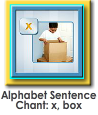 x
Alphabet Sentence
Chant: x, box